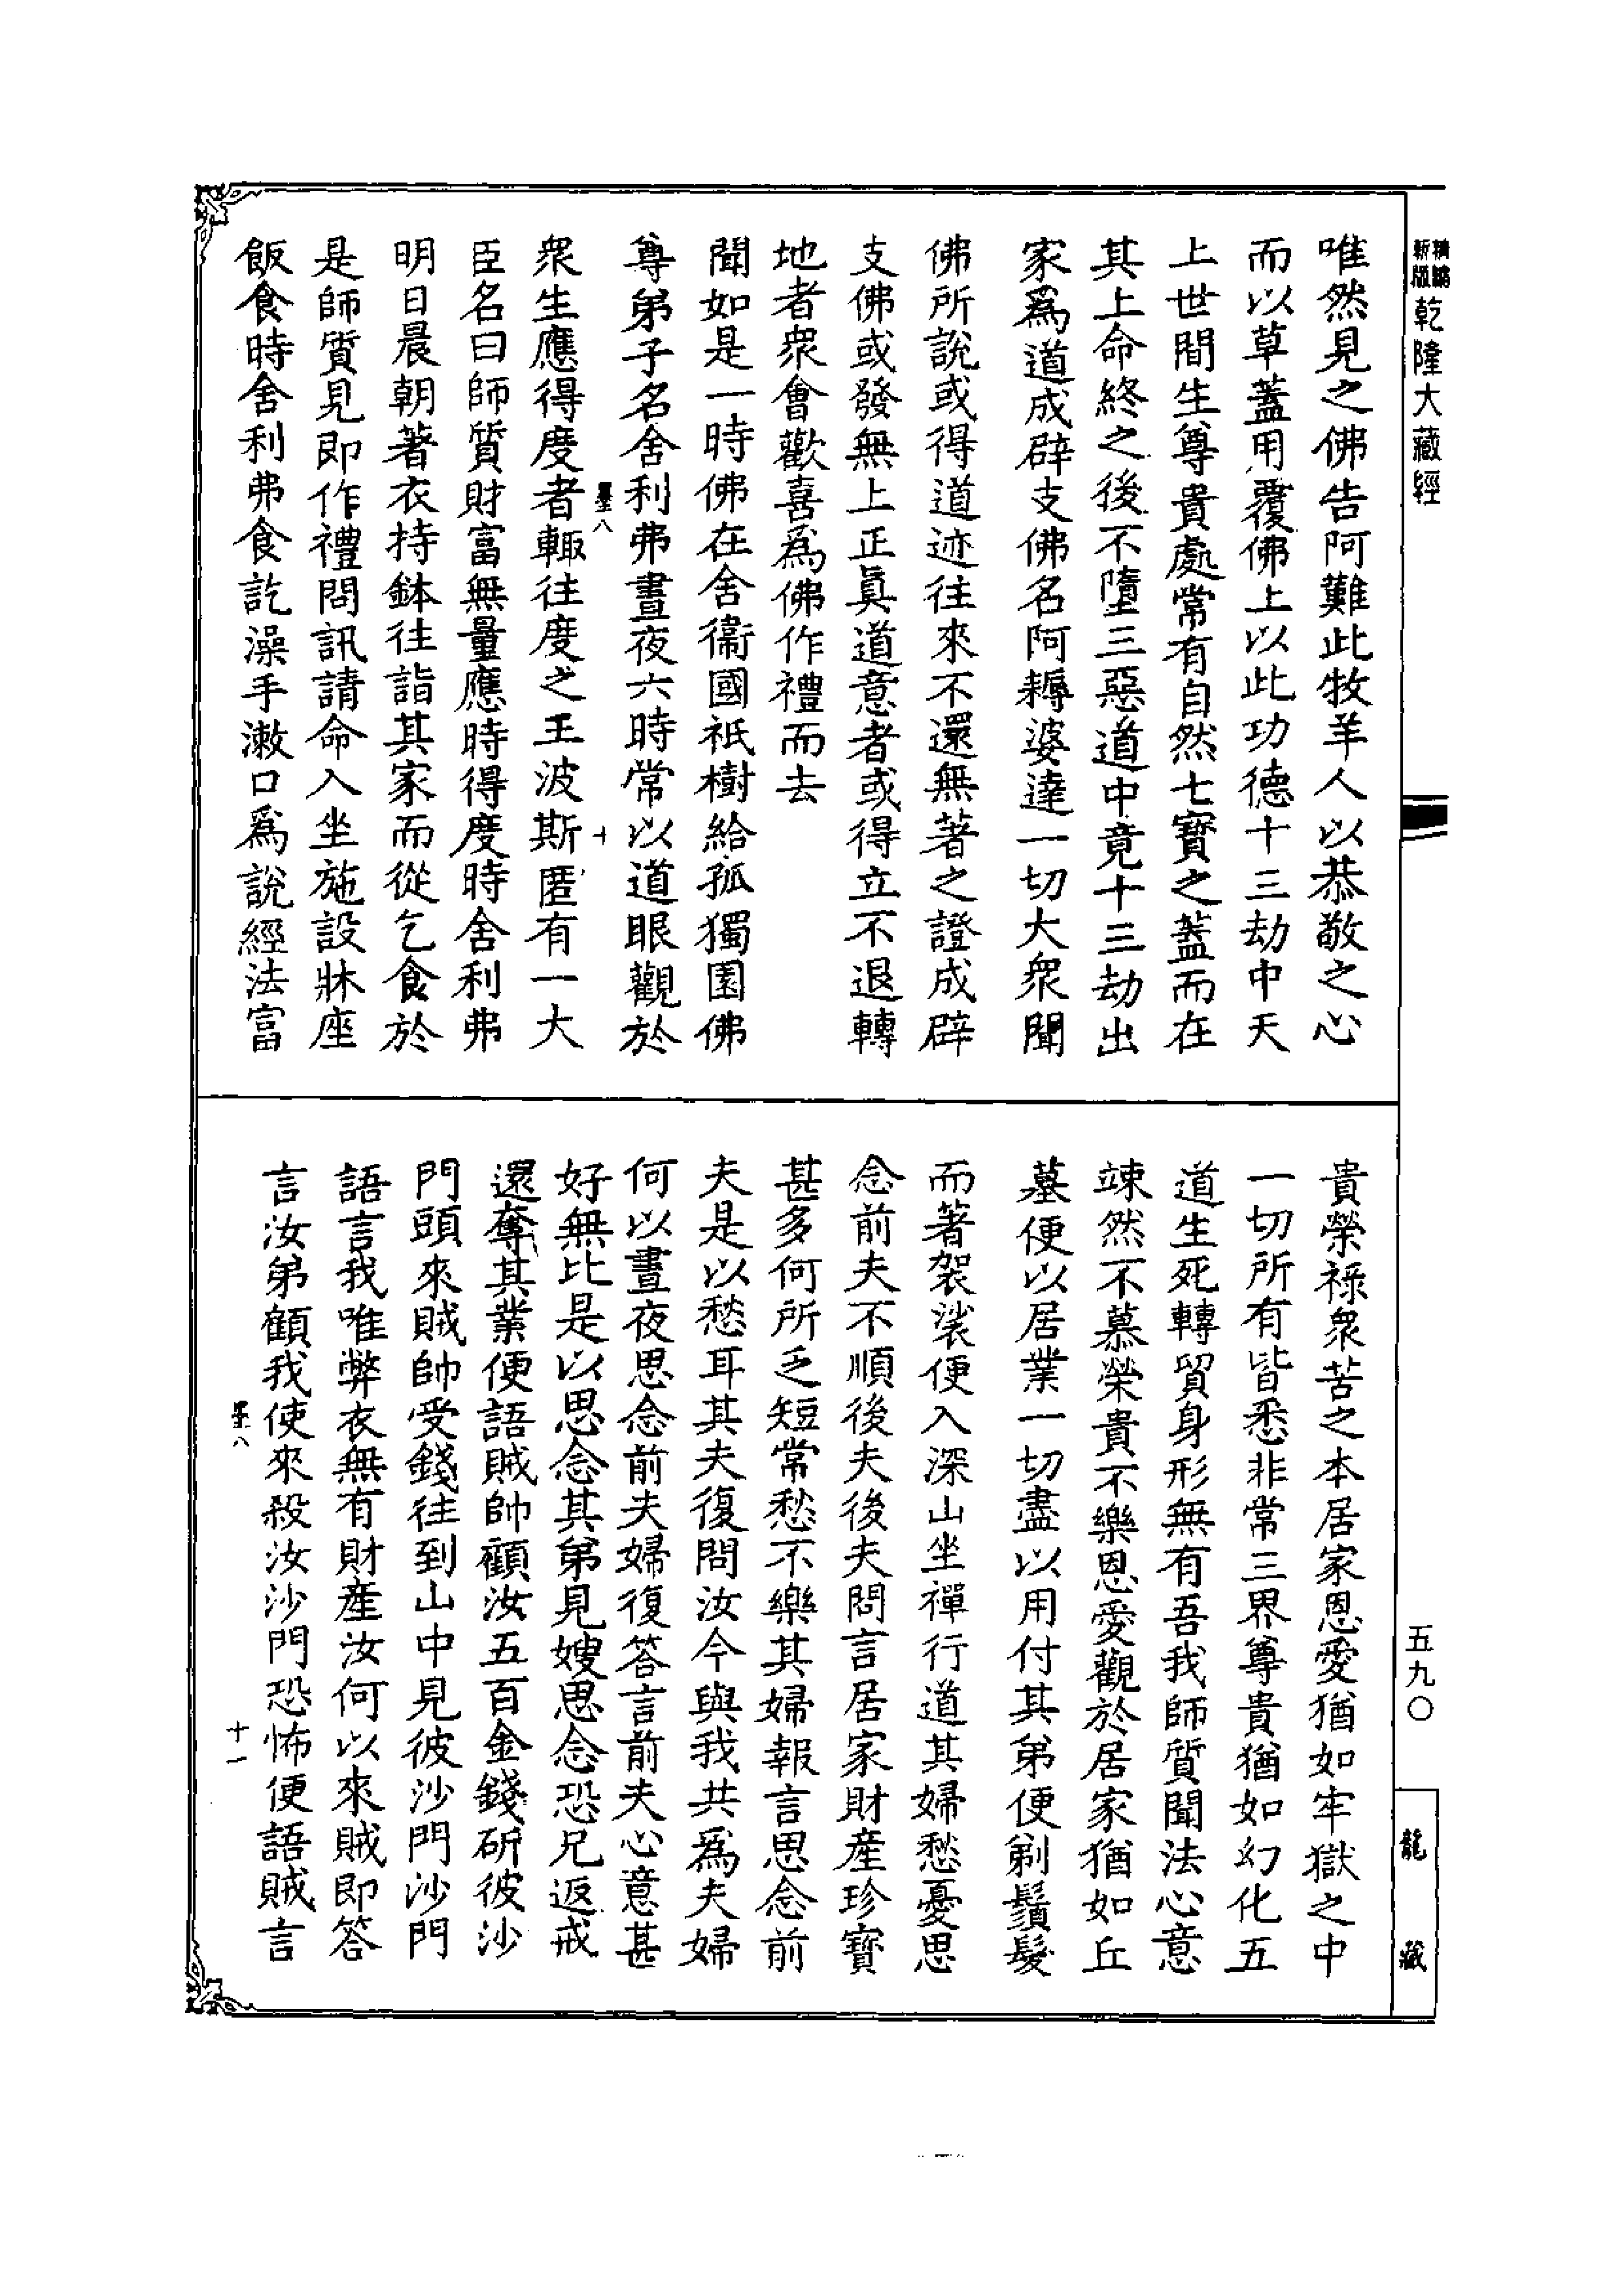 精編新版乾隆大藏經
唯然見之佛告阿難此牧羊人以恭敬之心
而以草蓋用覆佛上以此功德十三劫中天
上世間生尊貴處常有自然七寶之蓋而在
其上命終之後不墮三惡道中竟十三劫出
家爲道成辟支佛名阿耨婆達一切大衆聞
佛所說或得道迹往來不還無著之證成辟
支佛或發無上正眞道意者或得立不退轉
地者衆會歡喜爲佛作禮而去
聞如是一時佛在舍衞國祇樹給孤獨園佛
尊弟子名舍利弗晝夜六時常以道眼觀於
墨八 十
衆生應得度者輙往度之王波斯匿有一大
臣名曰師質財富無量應時得度時舍利弗
明日晨朝著衣持鉢往詣其家而從乞食於
是師質見即作禮問訊請命入坐施設牀座
飯食時舍利弗食訖澡手漱口爲說經法富
貴榮祿衆苦之本居家恩愛猶如牢獄之中
一切所有皆悉非常三界尊貴猶如幻化五
道生死轉貿身形無有吾我師質聞法心意
竦然不慕榮貴不樂恩愛觀於居家猶如丘
墓便以居業一切盡以用付其弟便剃鬚髮
而著袈裟便入深山坐禪行道其婦愁憂思
念前夫不順後夫後夫問言居家財產珍寶
甚多何所乏短常愁不樂其婦報言思念前
夫是以愁耳其夫復問汝今與我共爲夫婦
何以晝夜思念前夫婦復答言前夫心意甚
好無比是以思念其弟見嫂思念恐兄返戒
還奪其業便語賊帥顧汝五百金錢斫彼沙
門頭來賊帥受錢往到山中見彼沙門沙門
語言我唯弊衣無有財產汝何以來賊即答
言汝弟顧我使來殺汝沙門恐怖便語賊言
墨八 十一
五九〇
龍藏